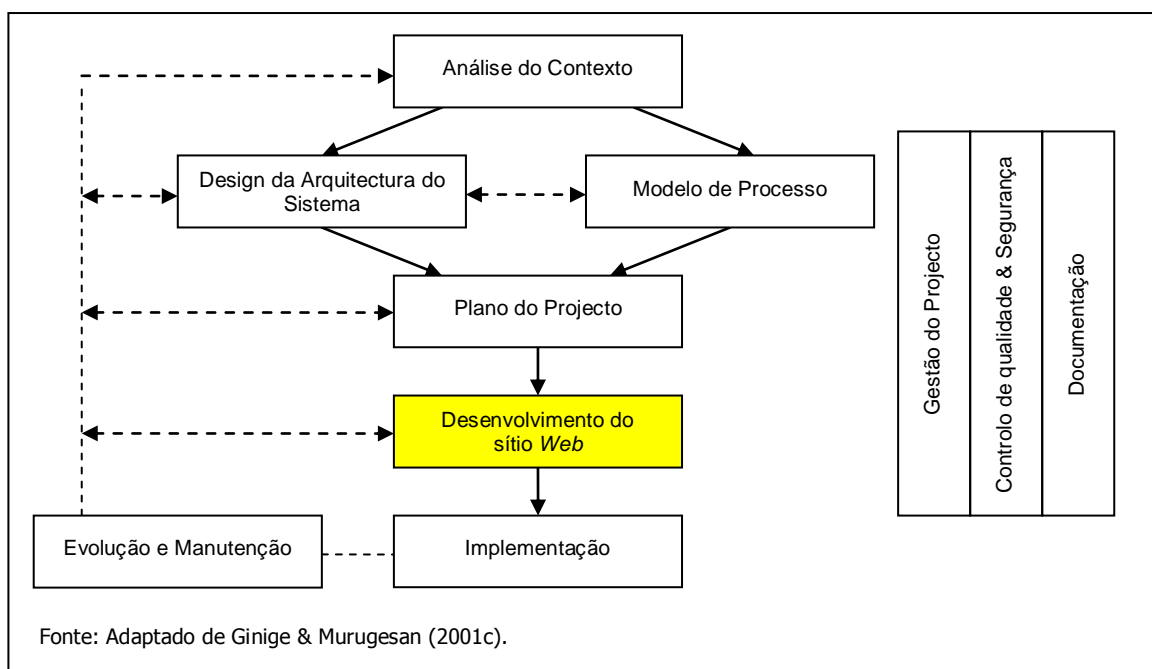 Análise do Contexto
Design da Arquitectura do
Sistema
Modelo de Processo
Plano do Projecto
Desenvolvimento do
sítio Web
Evolução e Manutenção
Implementação
Gestão do Projecto
Controlo de qualidade & Segurança
Documentação
Fonte: Adaptado de Ginige & Murugesan (2001c).